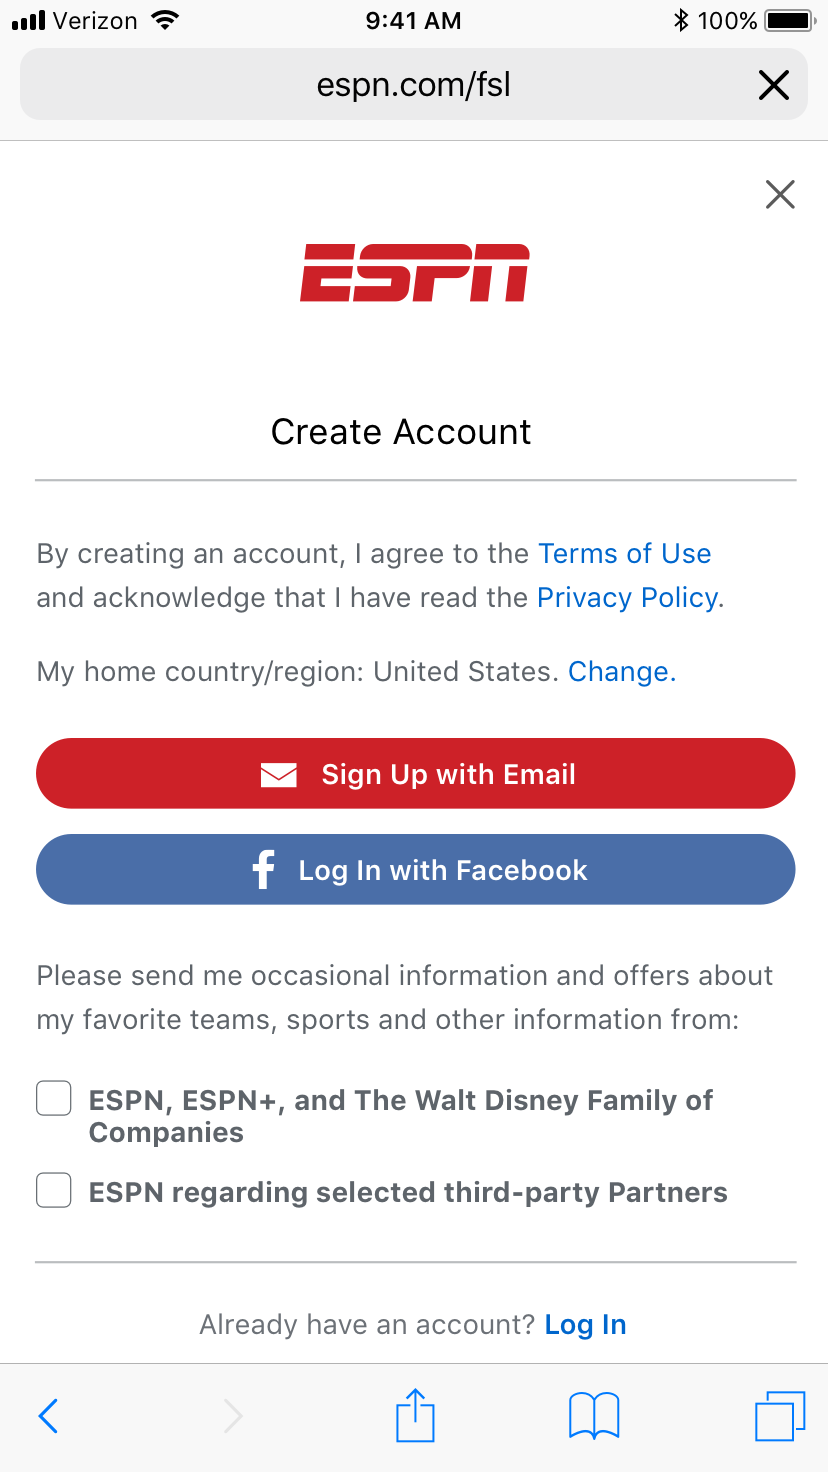 Verizon 9:41 AM 100%
espn.com/fsl
ESPN
Create Account
By creating an account, I agree to the Terms of Use
and acknowledge that I have read the Privacy Policy.
My home country/region: United States. Change.
Sign Up with Email
f Log In with Facebook
Please send me occasional information and offers about
my favorite teams, sports and other information from:
ESPN, ESPN+, and The Walt Disney Family of
Companies
ESPN regarding selected third-party Partners
Already have an account? Log In